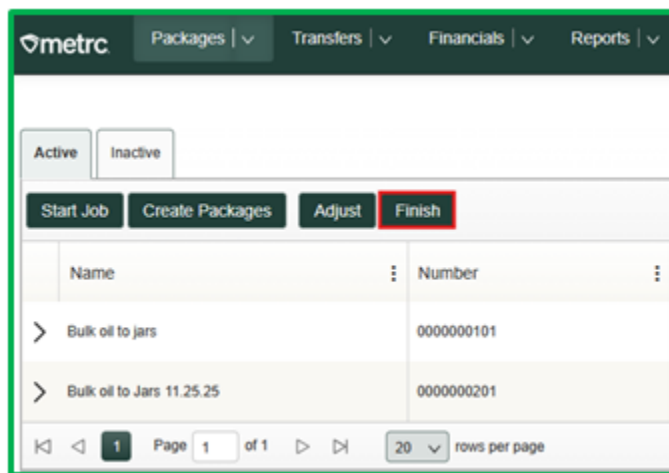 metrc Packages Transfers Financials Reports
Active Inactive
Start Job Create Packages Adjust Finish
Name Number
Bulk oil to jars 0000000101
Bulk oil to Jars 11.25.25 0000000201
1 Page 1 of 1 20 rows per page